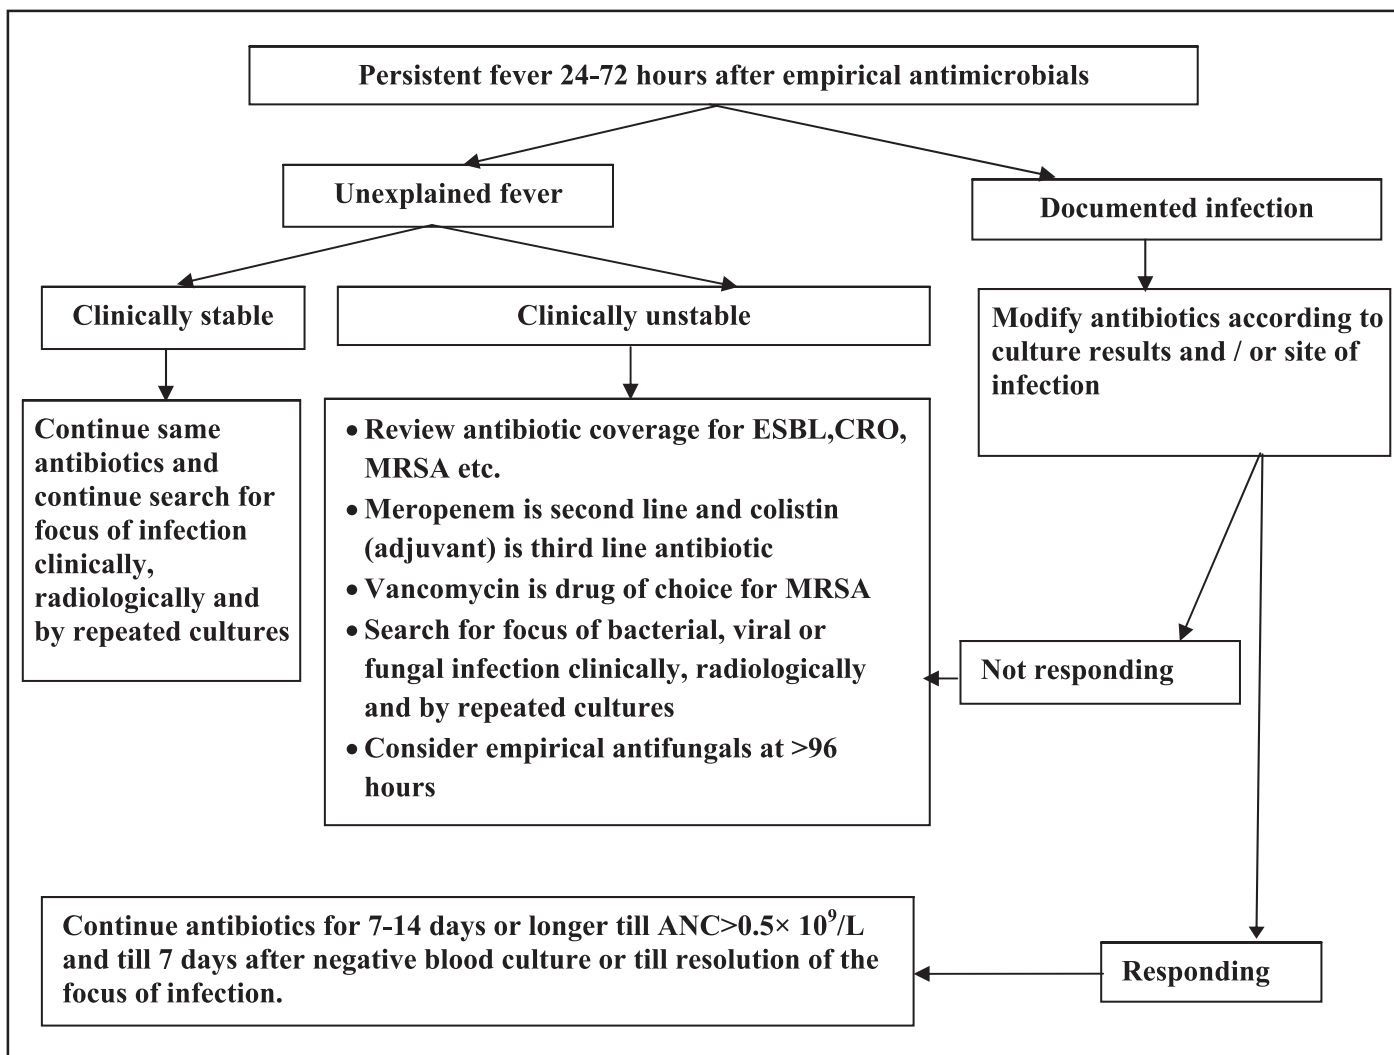 Persistent fever 24-72 hours after empirical antimicrobials
Unexplained fever
Documented infection
Clinically stable
Clinically unstable
Modify antibiotics according to
culture results and / or site of
infection
Continue same
antibiotics and
continue search for
focus of infection
clinically,
radiologically and
by repeated cultures
• Review antibiotic coverage for ESBL,CRO,
MRSA etc.
• Meropenem is second line and colistin
(adjuvant) is third line antibiotic
• Vancomycin is drug of choice for MRSA
• Search for focus of bacterial, viral or
fungal infection clinically, radiologically
and by repeated cultures
• Consider empirical antifungals at >96
hours
Not responding
Continue antibiotics for 7-14 days or longer till ANC>0.5× 10⁹/L
and till 7 days after negative blood culture or till resolution of the
focus of infection.
Responding